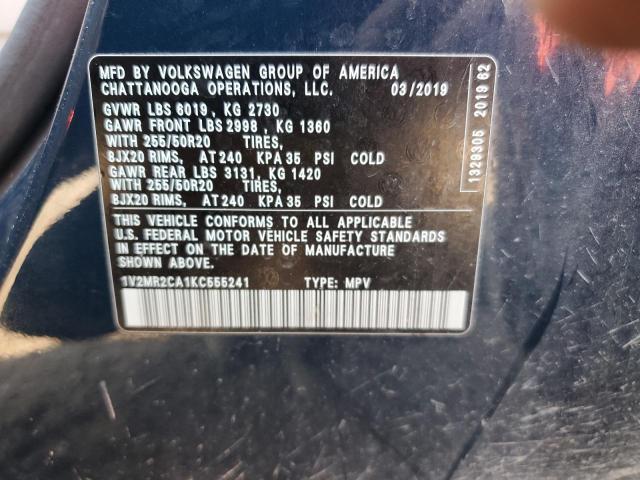 MFD BY VOLKSWAGEN GROUP OF AMERICA
CHATTANOOGA OPERATIONS, LLC. 03/2019
GVWR LBS 6019 , KG 2730
GAWR FRONT LBS 2998 , KG 1360
WITH 255/50R20 TIRES,
8JX20 RIMS, AT 240 KPA 35 PSI COLD
GAWR REAR LBS 3131, KG 1420
WITH 255/50R20 TIRES,
8JX20 RIMS, AT 240 KPA 35 PSI COLD
THIS VEHICLE CONFORMS TO ALL APPLICABLE
U.S. FEDERAL MOTOR VEHICLE SAFETY STANDARDS
IN EFFECT ON THE DATE OF MANUFACTURE
SHOWN ABOVE.
1V2MR2CA1KC555241 TYPE: MPV
1329305 2019 62